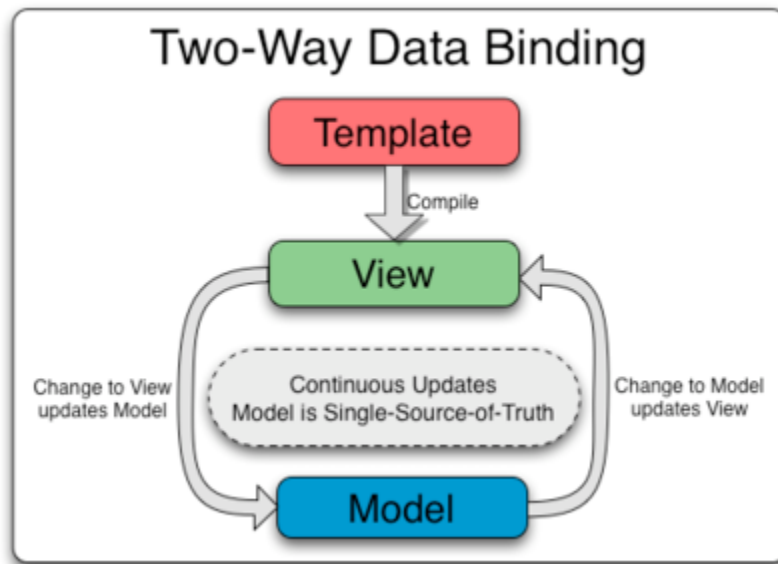 Two-Way Data Binding
Template
Compile
View
Change to View
updates Model
Continuous Updates
Model is Single-Source-of-Truth
Change to Model
updates View
Model